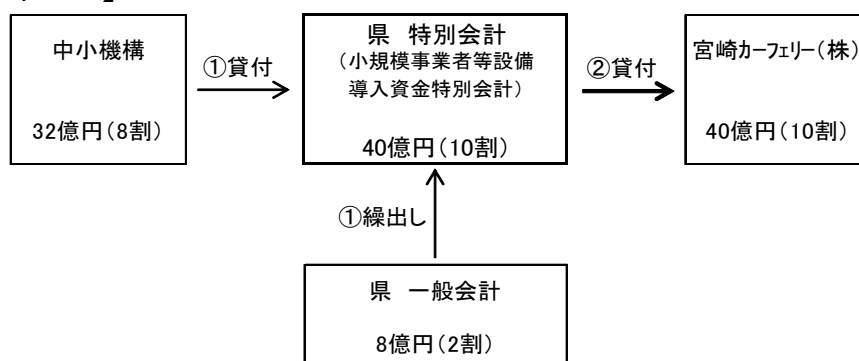 中小機構
32億円(8割)
①貸付
県 特別会計
(小規模事業者等設備
導入資金特別会計)
40億円(10割)
②貸付
宮崎カーフェリー(株)
40億円(10割)
①繰出し
県 一般会計
8億円(2割)